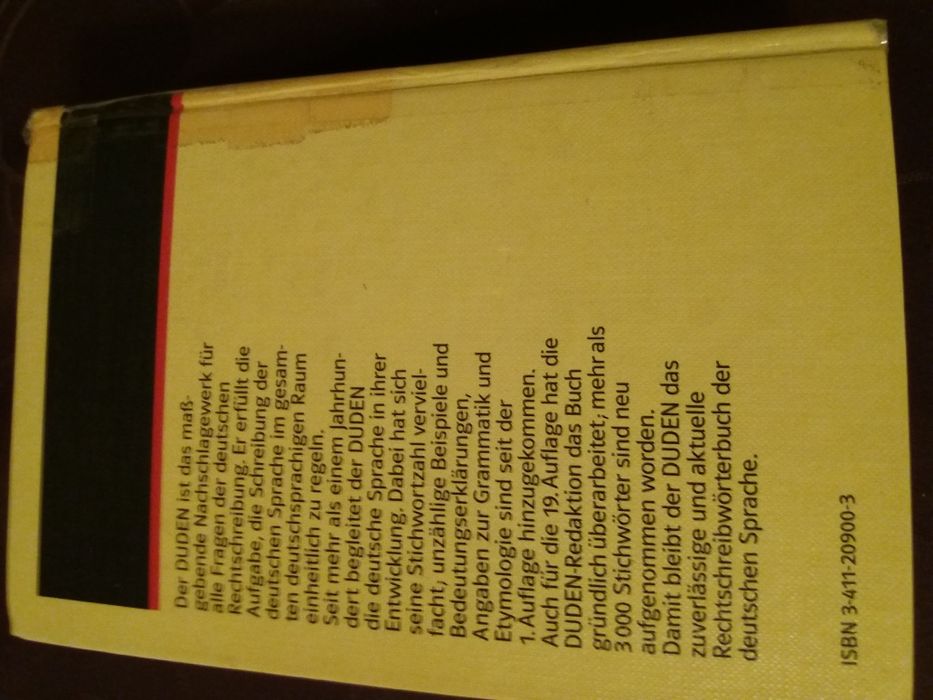 Der DUDEN ist das maß-
gebende Nachschlagewerk für
alle Fragen der deutschen
Rechtschreibung. Er erfüllt die
Aufgabe, die Schreibung der
deutschen Sprache im gesam-
ten deutschsprachigen Raum
einheitlich zu regeln.
Seit mehr als einem Jahrhun-
dert begleitet der DUDEN
die deutsche Sprache in ihrer
Entwicklung. Dabei hat sich
seine Stichwortzahl verviel-
facht, unzählige Beispiele und
Bedeutungserklärungen,
Angaben zur Grammatik und
Etymologie sind seit der
1. Auflage hinzugekommen.
Auch für die 19. Auflage hat die
DUDEN-Redaktion das Buch
gründlich überarbeitet; mehr als
3 000 Stichwörter sind neu
aufgenommen worden.
Damit bleibt der DUDEN das
zuverlässige und aktuelle
Rechtschreibwörterbuch der
deutschen Sprache.
ISBN 3-411-20900-3